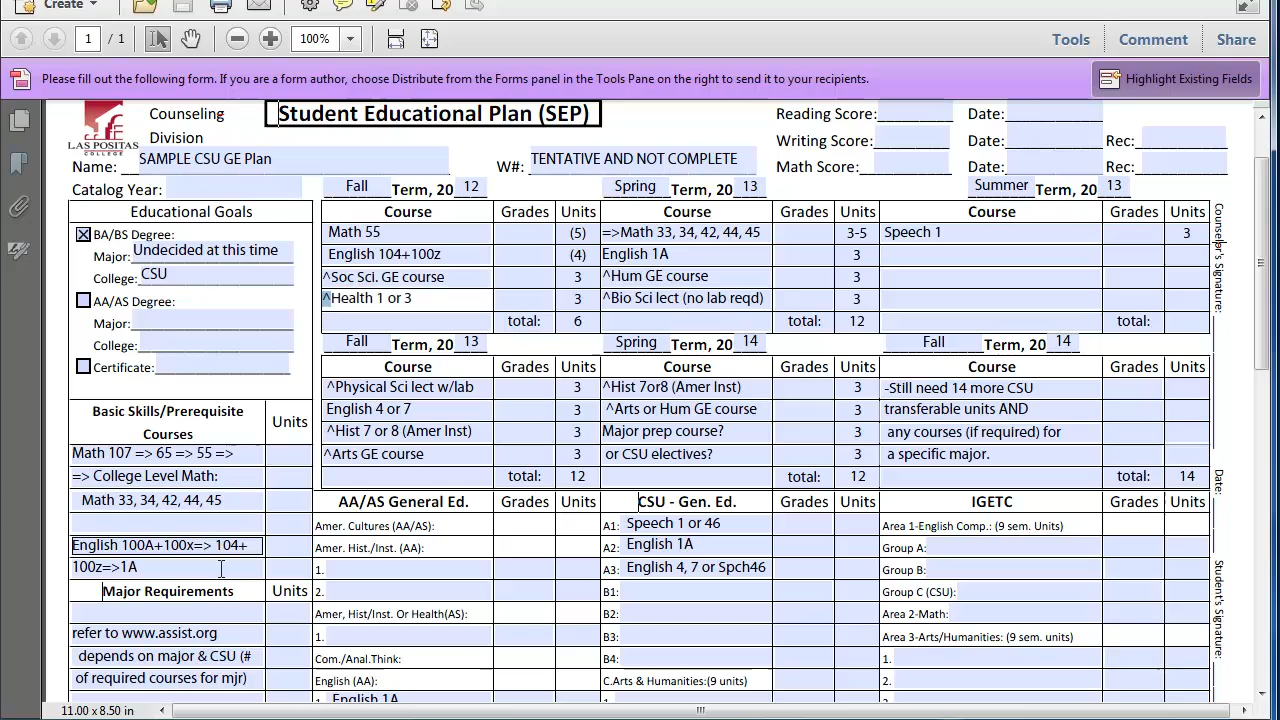 Create
1 / 1
100%
Tools
Comment
Share
Please fill out the following form. If you are a form author, choose Distribute from the Forms panel in the Tools Pane on the right to send it to your recipients.
Highlight Existing Fields
LAS POSITAS
COLLEGE
Counseling
Division
Student Educational Plan (SEP)
Reading Score: Date:
Writing Score: Date: Rec:
Math Score: Date: Rec:
Name: SAMPLE CSU GE Plan W#: TENTATIVE AND NOT COMPLETE
Catalog Year: Fall Term, 20 12 Spring Term, 20 13 Summer Term, 20 13
Educational Goals Course Grades Units Course Grades Units Course Grades Units
BA/BS Degree: Math 55 (5) =>Math 33, 34, 42, 44, 45 3-5 Speech 1 3
Major: Undecided at this time English 104+100z (4) English 1A 3
College: CSU ^Soc Sci. GE course 3 ^Hum GE course 3
AA/AS Degree: ^Health 1 or 3 3 ^Bio Sci lect (no lab reqd) 3
Major: total: 6 total: 12 total:
College: Fall Term, 20 13 Spring Term, 20 14 Fall Term, 20 14
Certificate: Course Grades Units Course Grades Units Course Grades Units
^Physical Sci lect w/lab 3 ^Hist 7or8 (Amer Inst) 3 -Still need 14 more CSU
Basic Skills/Prerequisite Courses Units English 4 or 7 3 ^Arts or Hum GE course 3 transferable units AND
^Hist 7 or 8 (Amer Inst) 3 Major prep course? 3 any courses (if required) for
Math 107 => 65 => 55 => ^Arts GE course 3 or CSU electives? 3 a specific major.
=> College Level Math: total: 12 total: 12 14
Math 33, 34, 42, 44, 45 AA/AS General Ed. Grades Units CSU - Gen. Ed. Grades Units IGETC Grades Units
Amer. Cultures (AA/AS): A1: Speech 1 or 46 Area 1-English Comp.: (9 sem. Units)
English 100A+100x=> 104+ Amer. Hist./Inst. (AA): A2: English 1A Group A:
100z=>1A 1. A3: English 4, 7 or Spch46 Group B:
Major Requirements Units 2. B1: Group C (CSU):
Amer, Hist/Inst. Or Health(AS): B2: Area 2-Math:
refer to www.assist.org 1. B3: Area 3-Arts/Humanities: (9 sem. units)
depends on major & CSU (# Com./Anal.Think: B4: 1.
of required courses for mjr) English (AA): C.Arts & Humanities:(9 units) 2.
English 1A
Counselor's Signature:
Date:
Student's Signature:
11.00 x 8.50 in